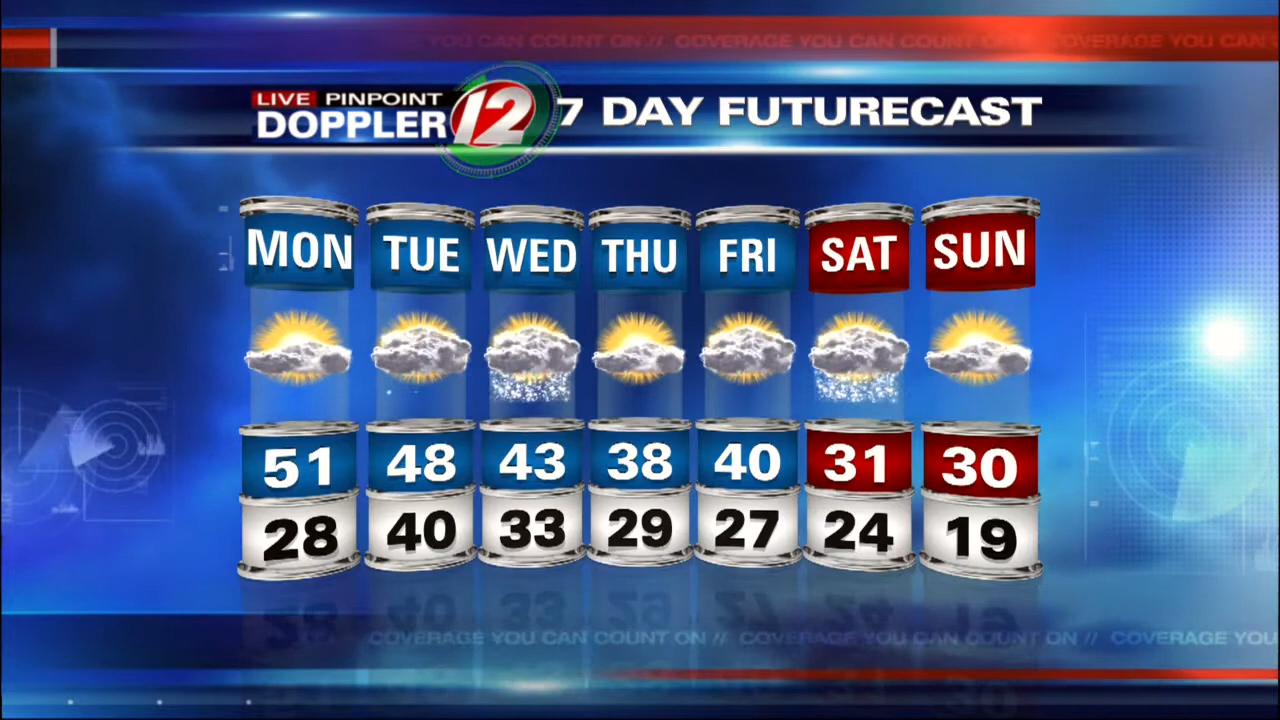 YOU CAN COUNT ON // COVERAGE YOU CAN COUNT ON // COVERAGE YOU CAN
LIVE PINPOINT
DOPPLER 12 7 DAY FUTURECAST
MON TUE WED THU FRI SAT SUN
51 48 43 38 40 31 30
28 40 33 29 27 24 19
COVERAGE YOU CAN COUNT ON // COVERAGE YOU CAN COUNT ON // COVERAGE YOU